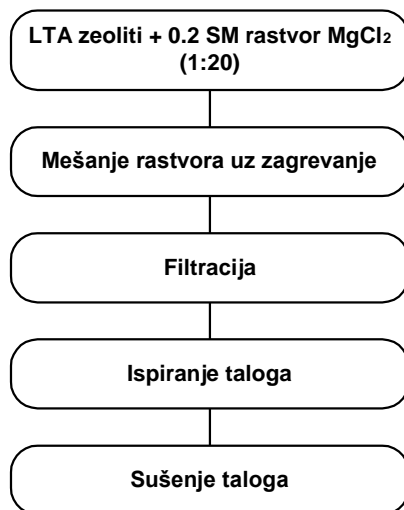 LTA zeoliti + 0.2 SM rastvor MgCl₂
(1:20)
Mešanje rastvora uz zagrevanje
Filtracija
Ispiranje taloga
Sušenje taloga